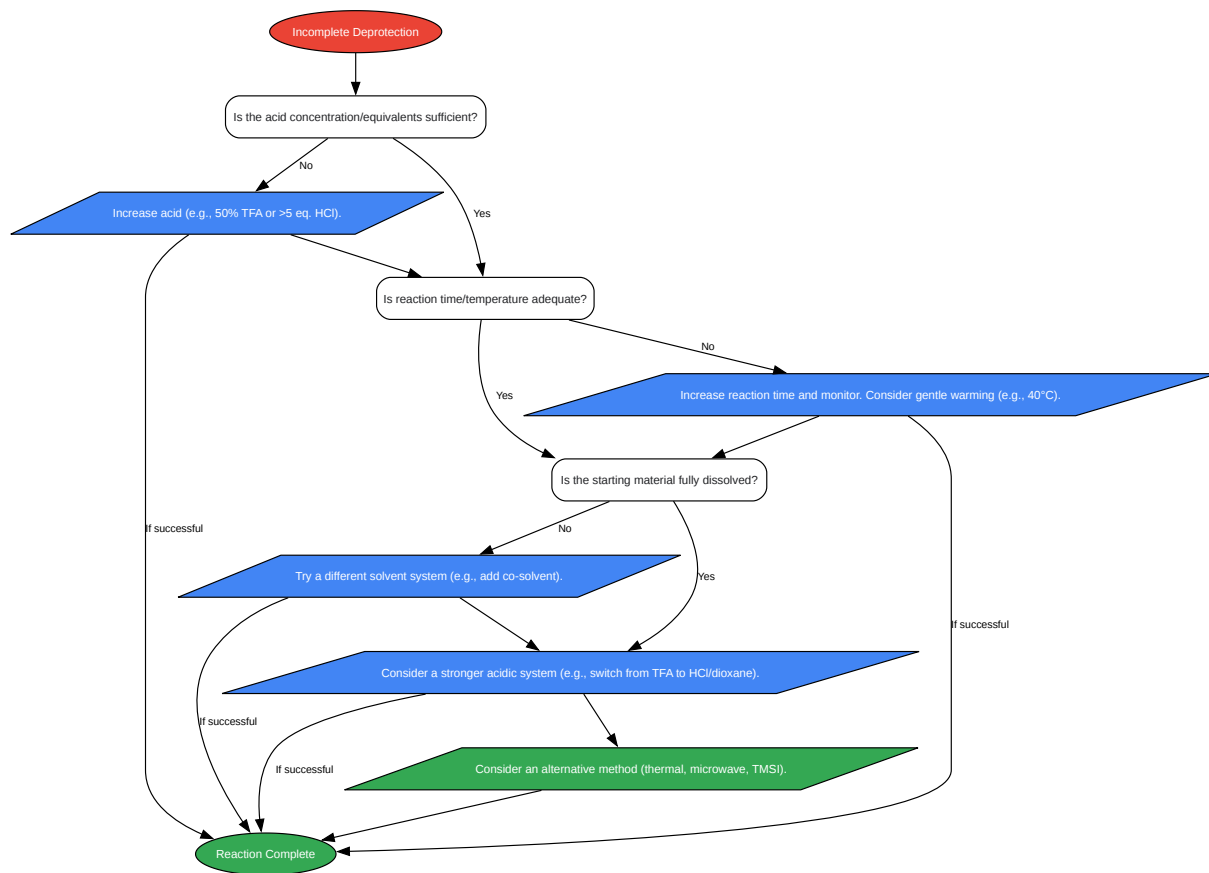 Incomplete Deprotection
Is the acid concentration/equivalents sufficient?
No
Increase acid (e.g., 50% TFA or >5 eq. HCl).
Yes
Is reaction time/temperature adequate?
No
Increase reaction time and monitor. Consider gentle warming (e.g., 40°C).
Yes
Is the starting material fully dissolved?
If successful
No
Try a different solvent system (e.g., add co-solvent).
Yes
If successful
Consider a stronger acidic system (e.g., switch from TFA to HCl/dioxane).
If successful
If successful
Consider an alternative method (thermal, microwave, TMSI).
Reaction Complete